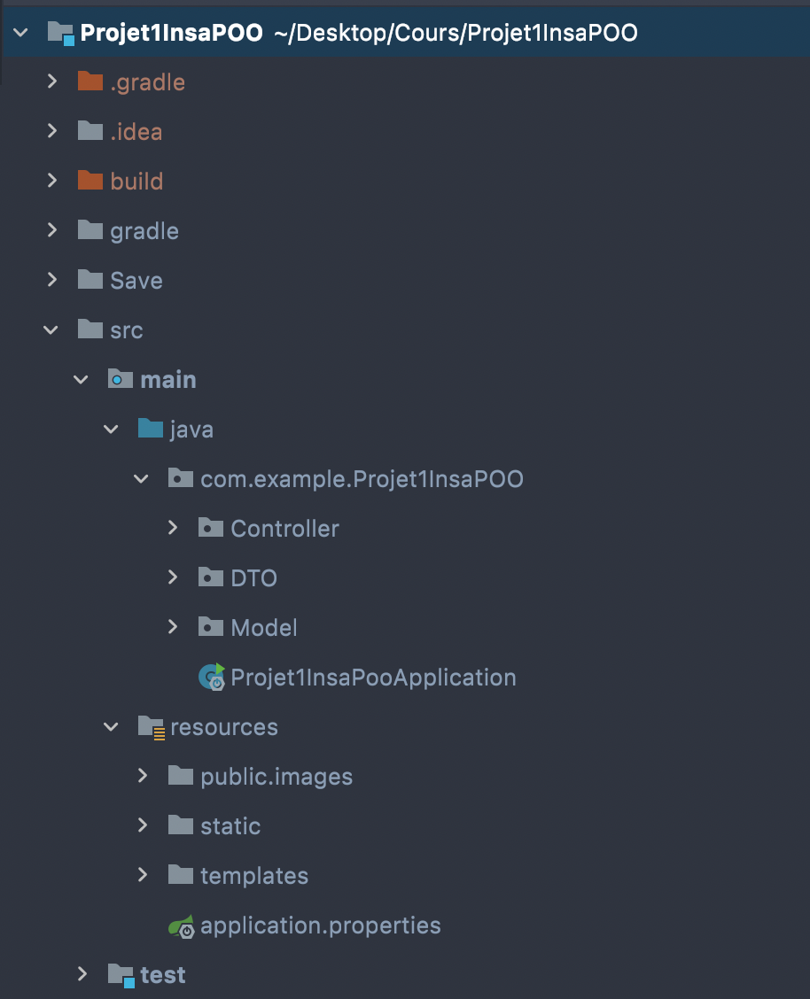 Projet1InsaPOO ~/Desktop/Cours/Projet1InsaPOO
.gradle
.idea
build
gradle
Save
src
main
java
com.example.Projet1InsaPOO
Controller
DTO
Model
Projet1InsaPooApplication
resources
public.images
static
templates
application.properties
test